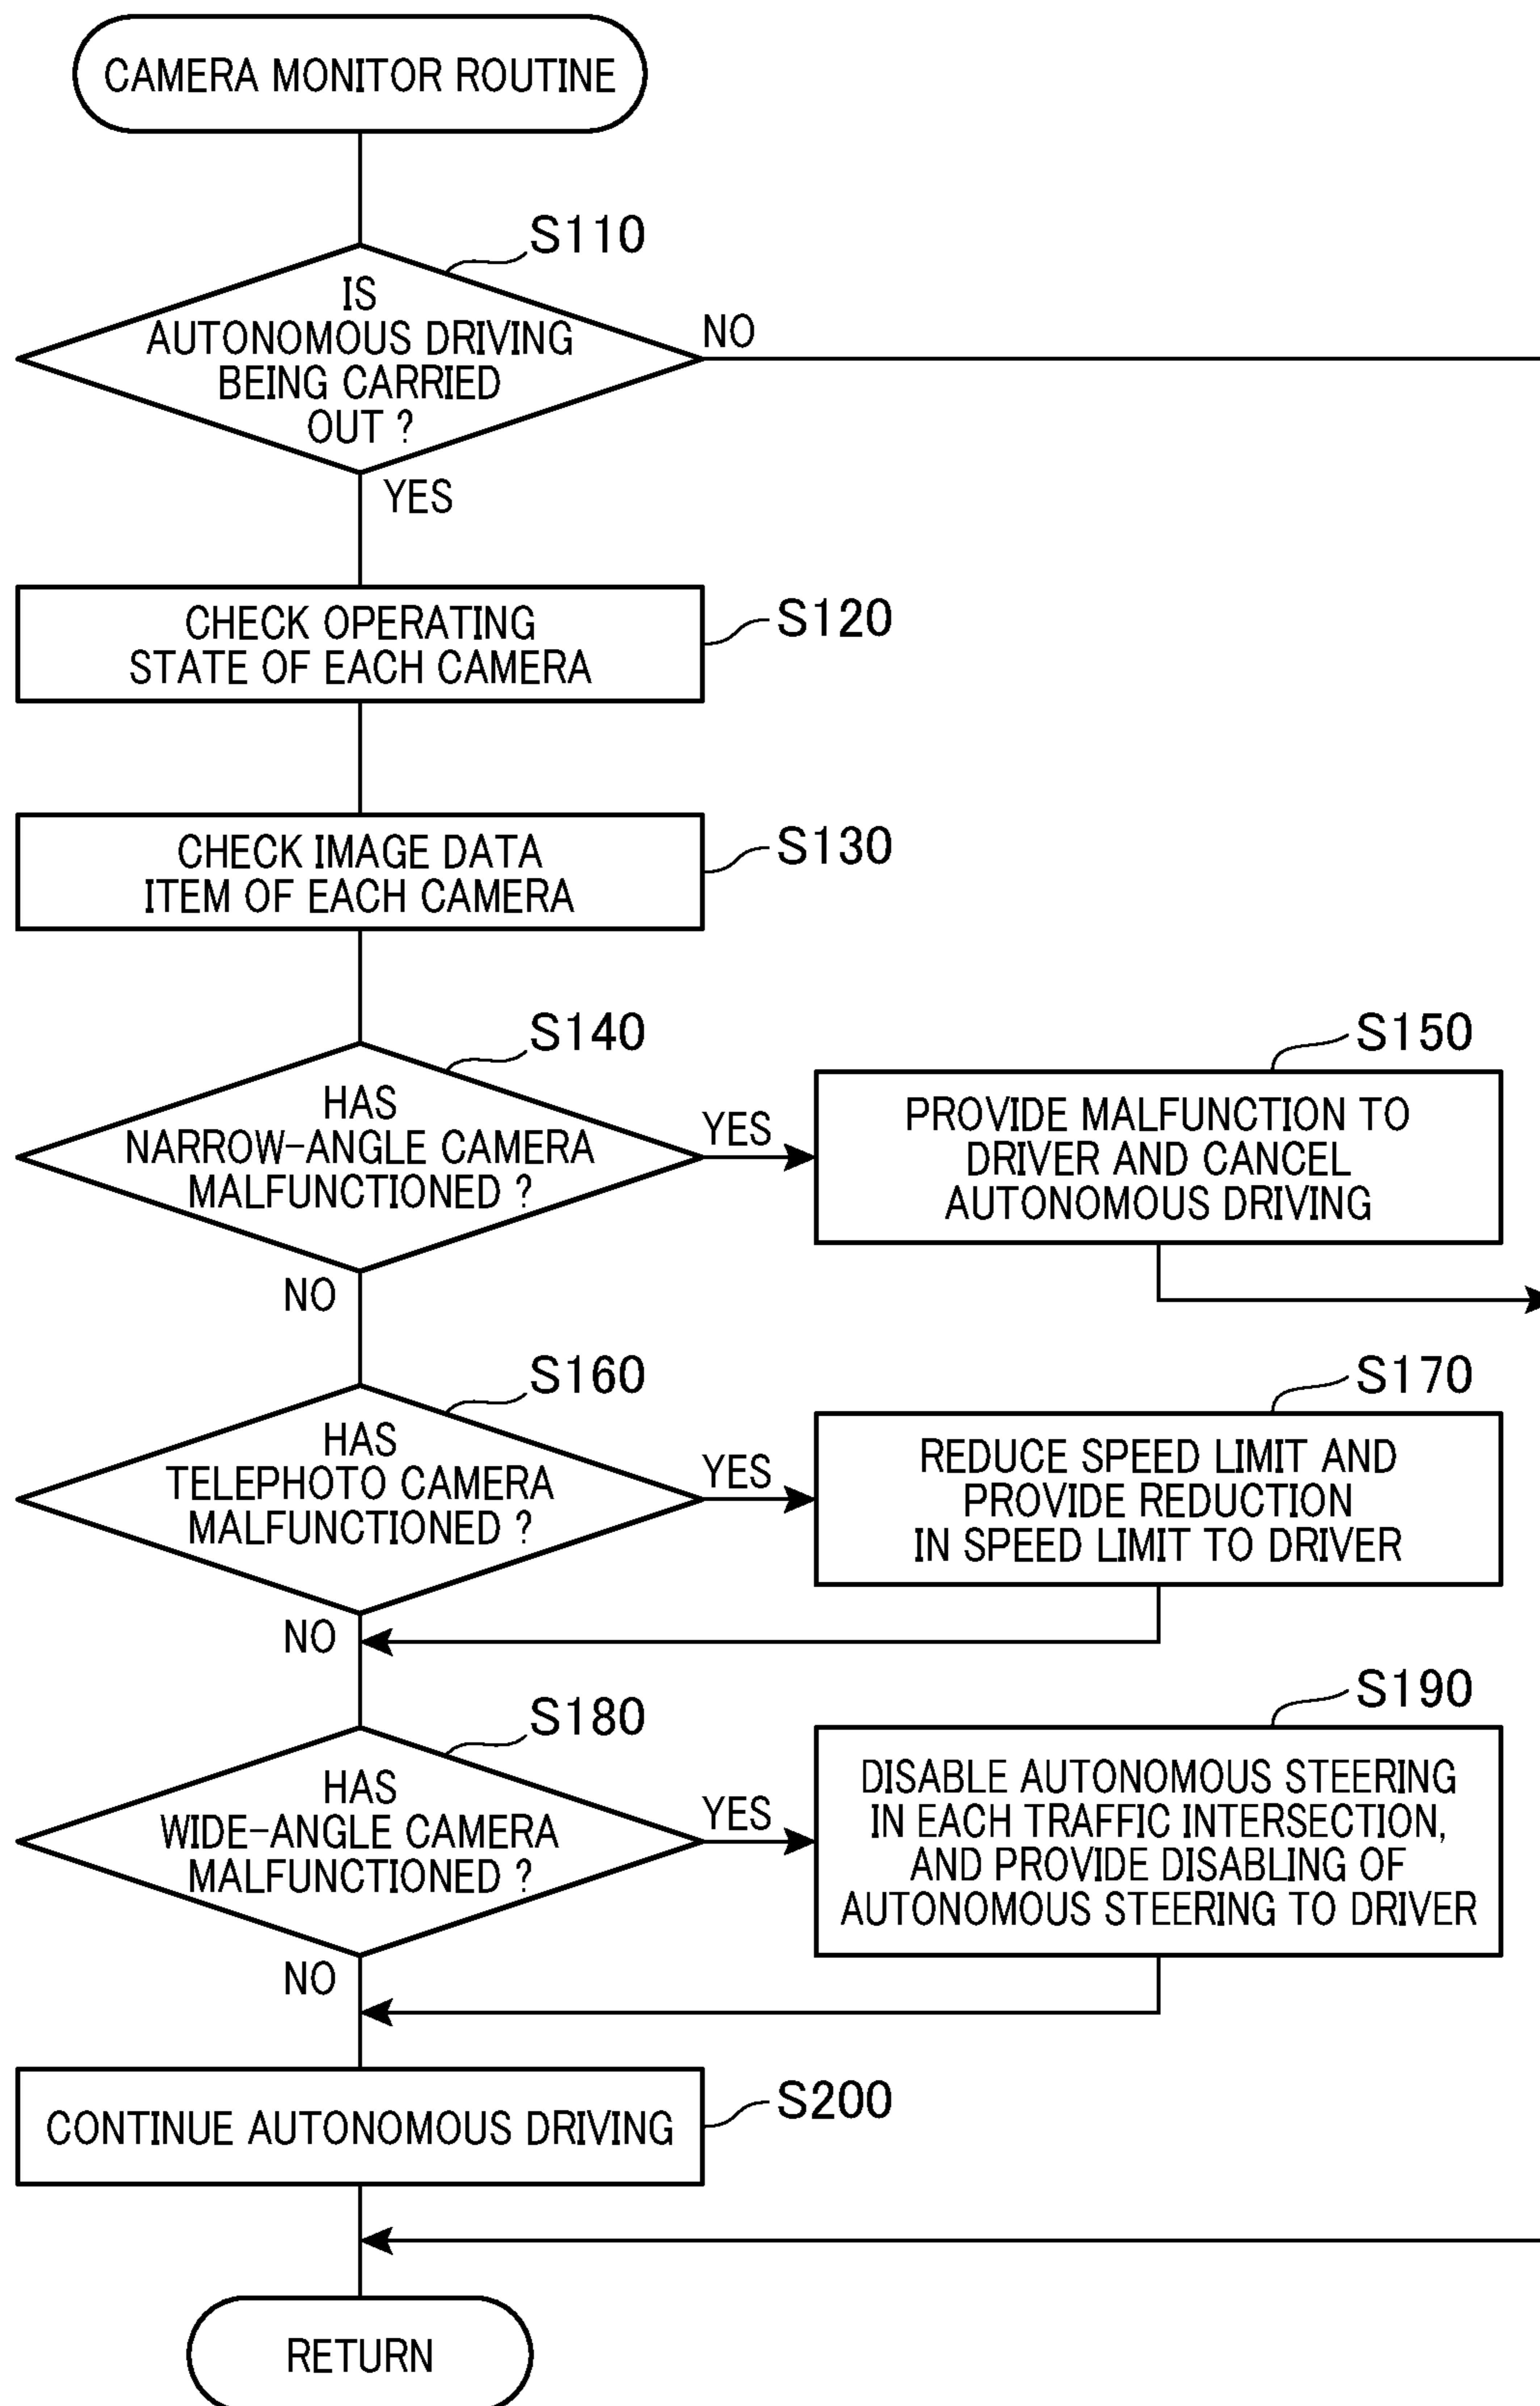 CAMERA MONITOR ROUTINE
S110
IS
AUTONOMOUS DRIVING
BEING CARRIED
OUT ?
NO
YES
CHECK OPERATING
STATE OF EACH CAMERA
S120
CHECK IMAGE DATA
ITEM OF EACH CAMERA
S130
S140
HAS
NARROW-ANGLE CAMERA
MALFUNCTIONED ?
YES
NO
S150
PROVIDE MALFUNCTION TO
DRIVER AND CANCEL
AUTONOMOUS DRIVING
S160
HAS
TELEPHOTO CAMERA
MALFUNCTIONED ?
YES
NO
S170
REDUCE SPEED LIMIT AND
PROVIDE REDUCTION
IN SPEED LIMIT TO DRIVER
S180
HAS
WIDE-ANGLE CAMERA
MALFUNCTIONED ?
YES
NO
S190
DISABLE AUTONOMOUS STEERING
IN EACH TRAFFIC INTERSECTION,
AND PROVIDE DISABLING OF
AUTONOMOUS STEERING TO DRIVER
CONTINUE AUTONOMOUS DRIVING
S200
RETURN